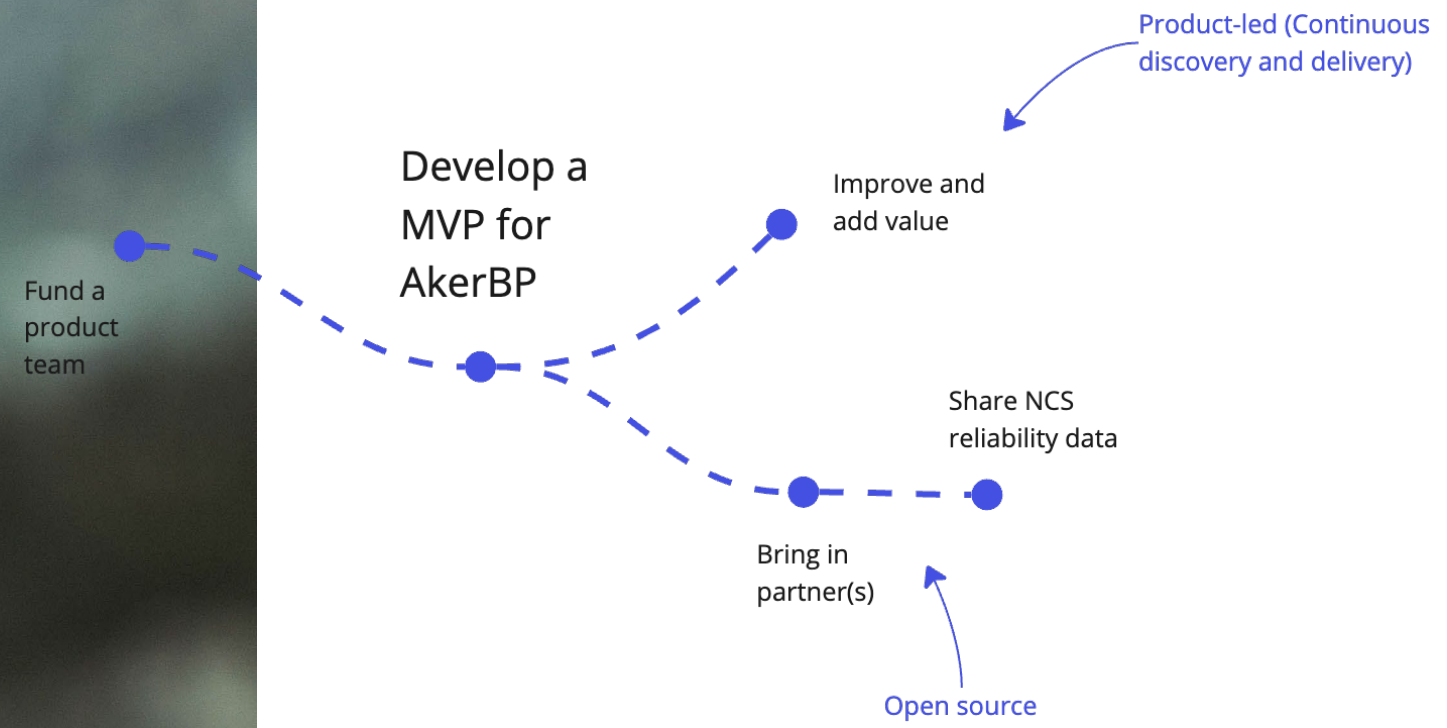 Product-led (Continuous
discovery and delivery)
Develop a
MVP for
AkerBP
Improve and
add value
Fund a
product
team
Share NCS
reliability data
Bring in
partner(s)
Open source